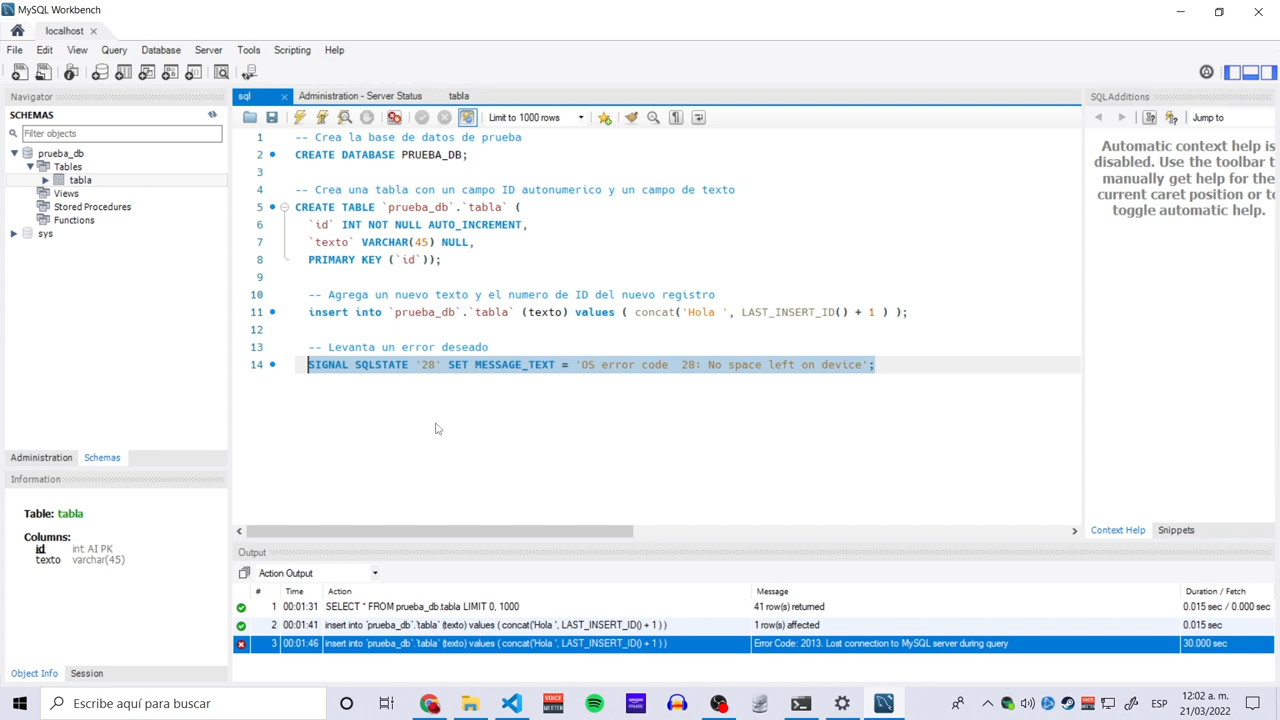 MySQL Workbench
localhost
File Edit View Query Database Server Tools Scripting Help
Navigator
SCHEMAS
Filter objects
prueba_db
Tables
tabla
Views
Stored Procedures
Functions
sys
Administration Schemas
Information
Table: tabla
Columns:
id int AI PK
texto varchar(45)
Object Info Session
sql Administration - Server Status tabla
Limit to 1000 rows
1 -- Crea la base de datos de prueba
2 CREATE DATABASE PRUEBA_DB;
3
4 -- Crea una tabla con un campo ID autonumerico y un campo de texto
5 CREATE TABLE `prueba_db`.`tabla` (
6 `id` INT NOT NULL AUTO_INCREMENT,
7 `texto` VARCHAR(45) NULL,
8 PRIMARY KEY (`id`));
9
10 -- Agrega un nuevo texto y el numero de ID del nuevo registro
11 insert into `prueba_db`.`tabla` (texto) values ( concat('Hola ', LAST_INSERT_ID() + 1 ) );
12
13 -- Levanta un error deseado
14 SIGNAL SQLSTATE '28' SET MESSAGE_TEXT = 'OS error code  28: No space left on device';
SQLAdditions
Jump to
Automatic context help is
disabled. Use the toolbar t
manually get help for the
current caret position or to
toggle automatic help.
Context Help Snippets
Output
Action Output
# Time Action Message Duration / Fetch
1 00:01:31 SELECT * FROM prueba_db.tabla LIMIT 0, 1000 41 row(s) returned 0.015 sec / 0.000 sec
2 00:01:41 insert into `prueba_db`.`tabla` (texto) values ( concat('Hola ', LAST_INSERT_ID() + 1 ) ) 1 row(s) affected 0.015 sec
3 00:01:46 insert into `prueba_db`.`tabla` (texto) values ( concat('Hola ', LAST_INSERT_ID() + 1 ) ) Error Code: 2013. Lost connection to MySQL server during query 30.000 sec
Escribe aquí para buscar
VOICE MEETER
amazon music
ESP
12:02 a. m.
21/03/2022